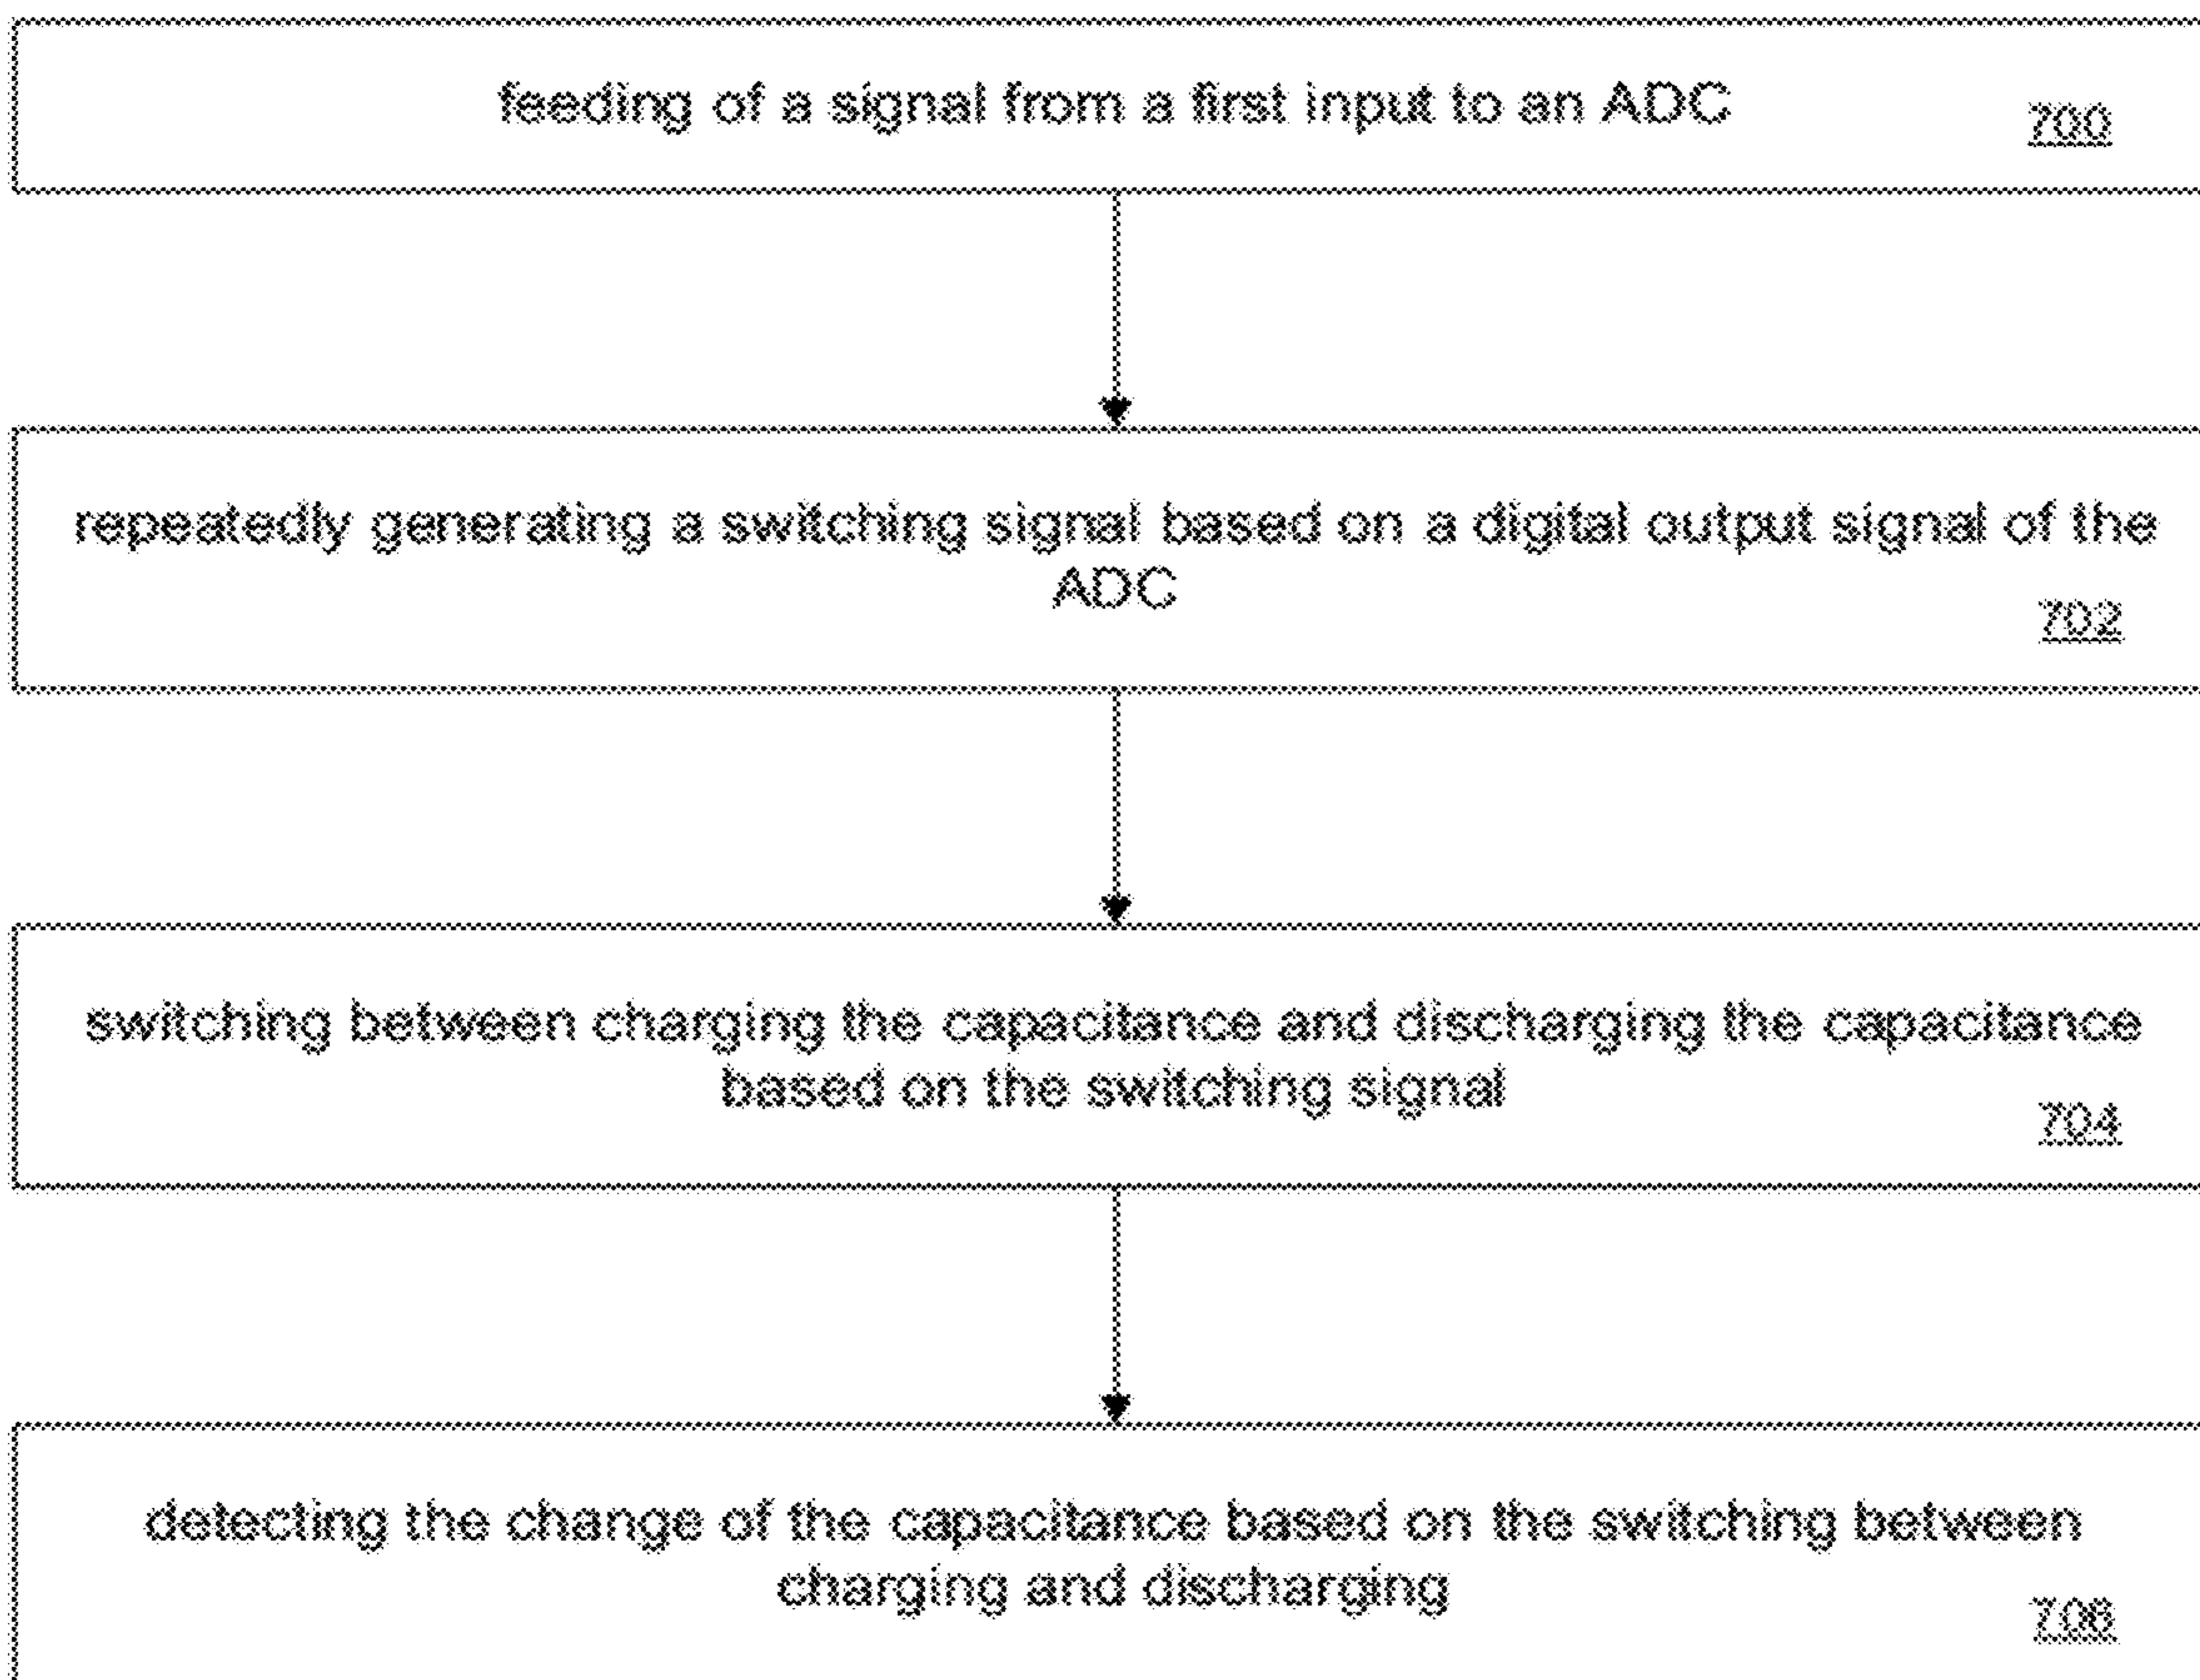 feeding of a signal from a first input to an ADC
700
repeatedly generating a switching signal based on a digital output signal of the
ADC
702
switching between charging the capacitance and discharging the capacitance
based on the switching signal
704
detecting the change of the capacitance based on the switching between
charging and discharging
706